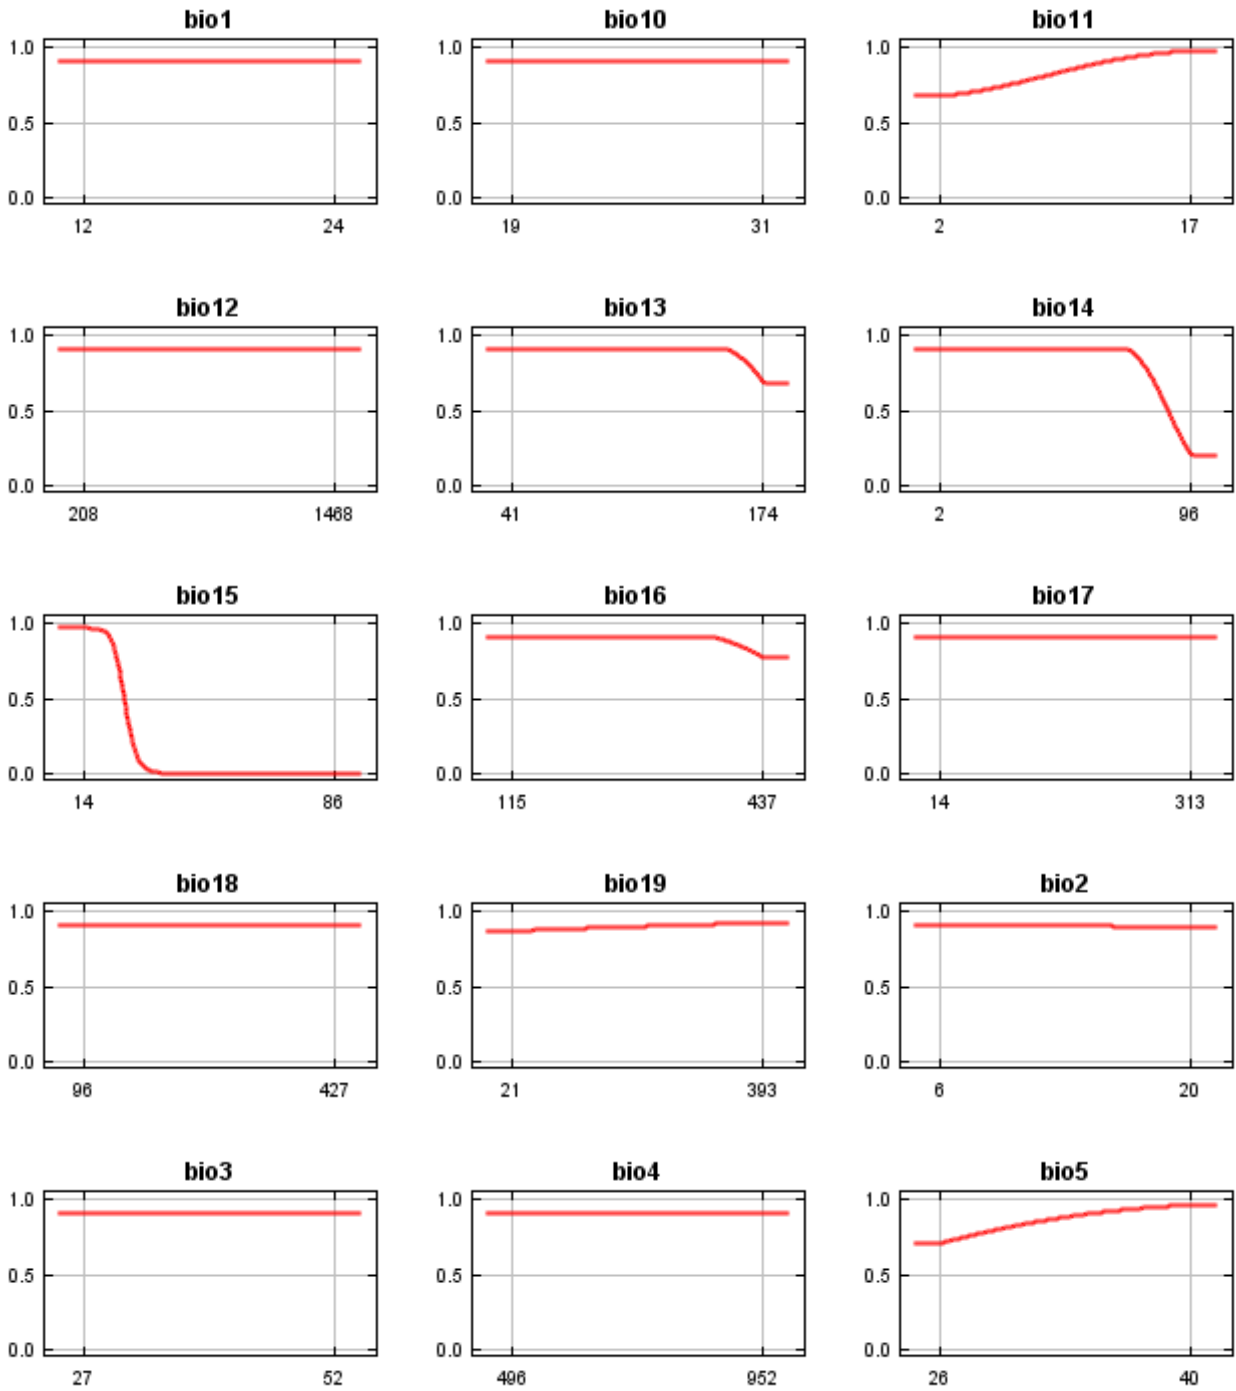 bio1 bio10 bio11
1.0 1.0 1.0
0.5 0.5 0.5
0.0 0.0 0.0
12 24 19 31 2 17
bio12 bio13 bio14
1.0 1.0 1.0
0.5 0.5 0.5
0.0 0.0 0.0
208 1468 41 174 2 96
bio15 bio16 bio17
1.0 1.0 1.0
0.5 0.5 0.5
0.0 0.0 0.0
14 86 115 437 14 313
bio18 bio19 bio2
1.0 1.0 1.0
0.5 0.5 0.5
0.0 0.0 0.0
96 427 21 393 6 20
bio3 bio4 bio5
1.0 1.0 1.0
0.5 0.5 0.5
0.0 0.0 0.0
27 52 496 952 26 40